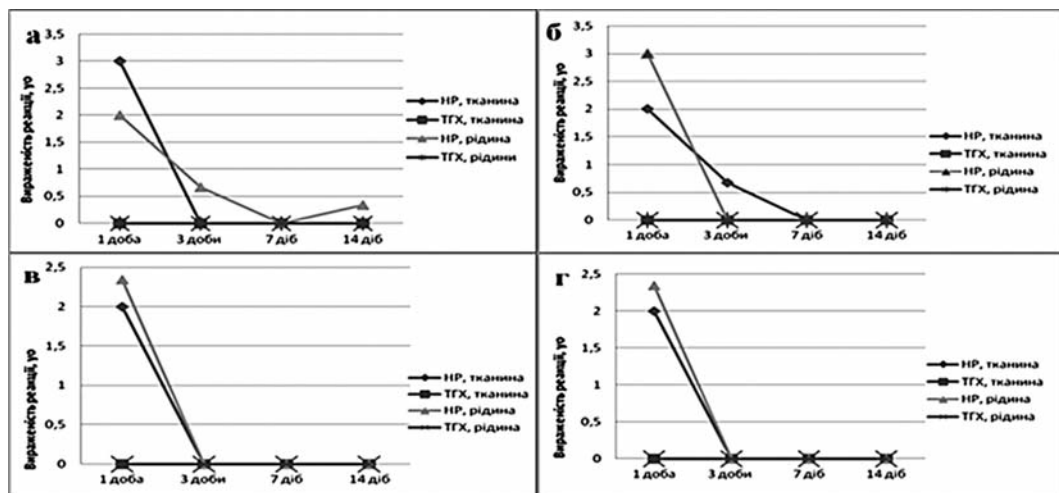 а
Вираженість реакції, уо
3,5
3
2,5
2
1,5
1
0,5
0
1 доба 3 доби 7 діб 14 діб
НР, тканина
ТГХ, тканина
НР, рідина
ТГХ, рідини
б
Вираженість реакції, уо
3,5
3
2,5
2
1,5
1
0,5
0
1 доба 3 доби 7 діб 14 діб
НР, тканина
ТГХ, тканина
НР, рідина
ТГХ, рідина
в
Вираженість реакції, уо
2,5
2
1,5
1
0,5
0
1 доба 3 доби 7 діб 14 діб
НР, тканина
ТГХ, тканина
НР, рідина
ТГХ, рідина
г
Вираженість реакції, уо
2,5
2
1,5
1
0,5
0
1 доба 3 доби 7 діб 14 діб
НР, тканина
ТГХ, тканина
НР, рідина
ТГХ, рідина